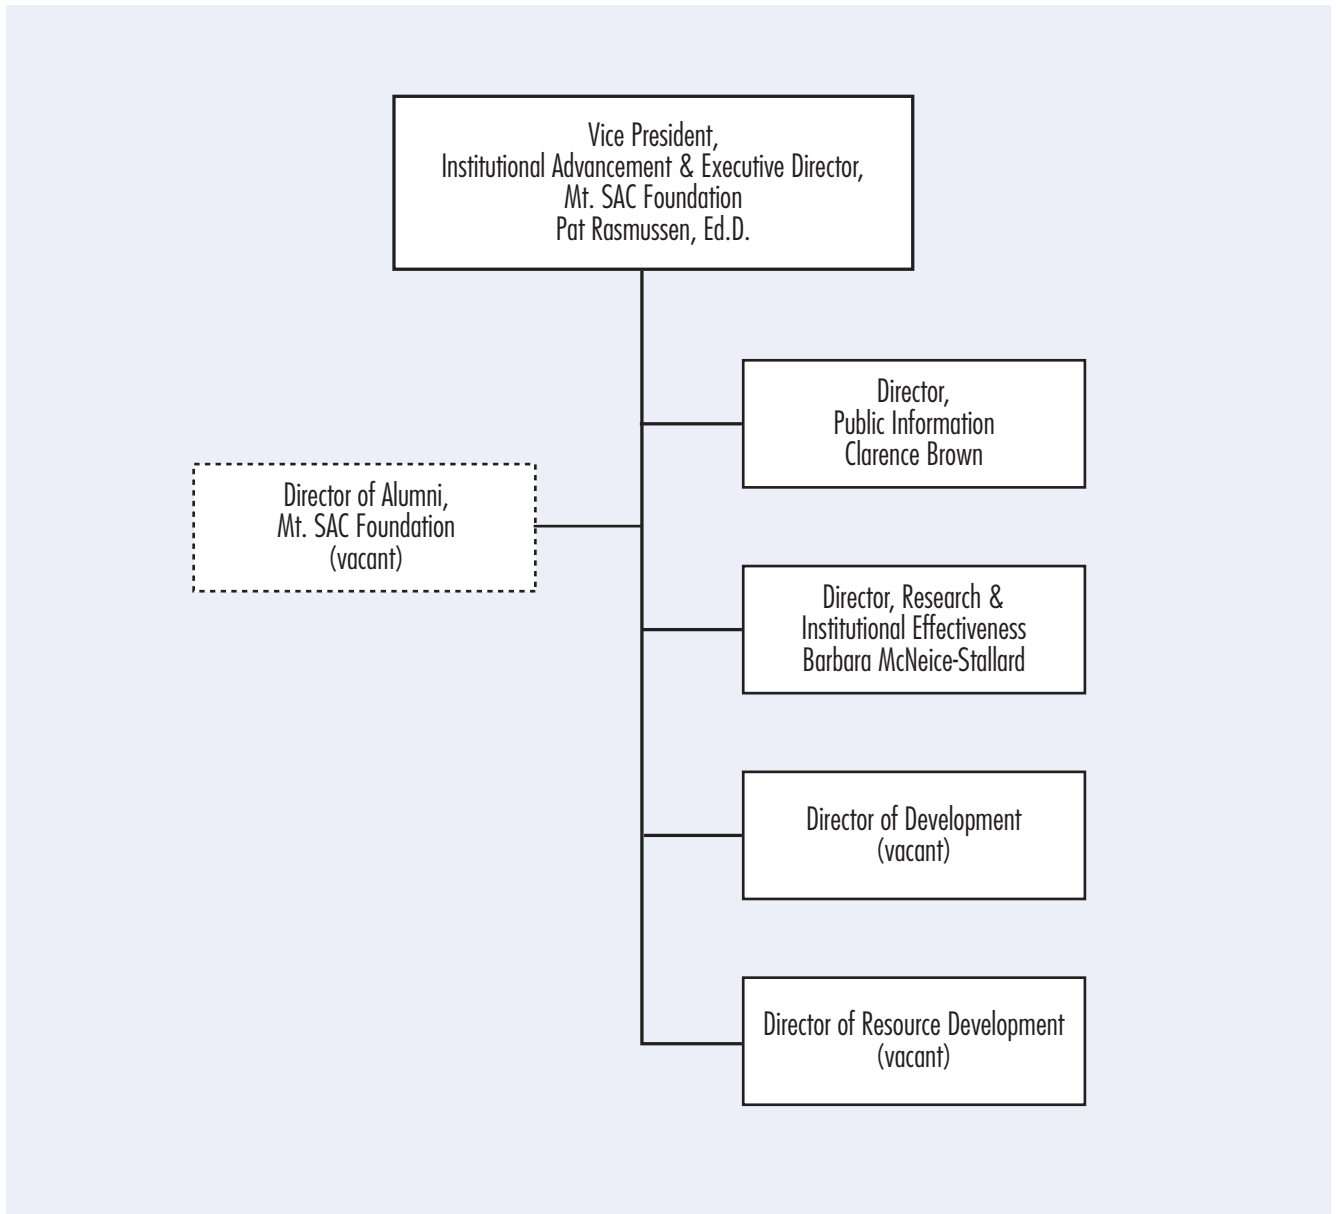 Vice President,
Institutional Advancement & Executive Director,
Mt. SAC Foundation
Pat Rasmussen, Ed.D.
Director,
Public Information
Clarence Brown
Director of Alumni,
Mt. SAC Foundation
(vacant)
Director, Research &
Institutional Effectiveness
Barbara McNeice-Stallard
Director of Development
(vacant)
Director of Resource Development
(vacant)